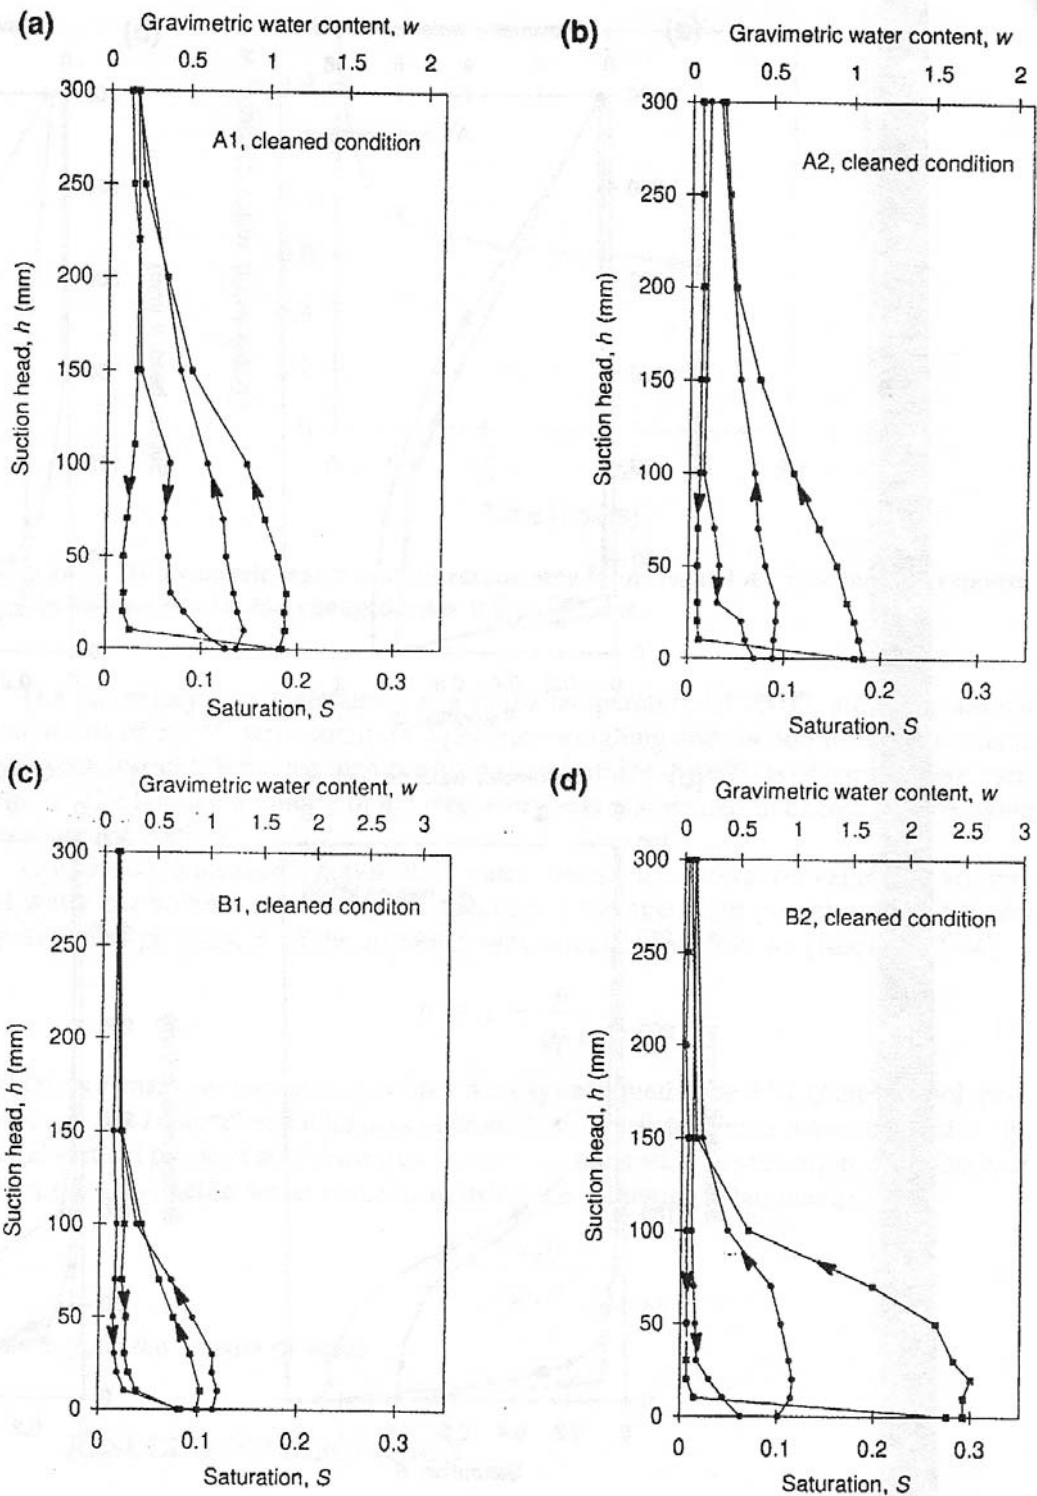 (a)
Gravimetric water content, w
0 0.5 1 1.5 2
300
250
200
150
100
50
0
Suction head, h (mm)
A1, cleaned condition
0 0.1 0.2 0.3
Saturation, S
(b)
Gravimetric water content, w
0 0.5 1 1.5 2
300
250
200
150
100
50
0
Suction head, h (mm)
A2, cleaned condition
0 0.1 0.2 0.3
Saturation, S
(c)
Gravimetric water content, w
0 0.5 1 1.5 2 2.5 3
300
250
200
150
100
50
0
Suction head, h (mm)
B1, cleaned conditon
0 0.1 0.2 0.3
Saturation, S
(d)
Gravimetric water content, w
0 0.5 1 1.5 2 2.5 3
300
250
200
150
100
50
0
Suction head, h (mm)
B2, cleaned condition
0 0.1 0.2 0.3
Saturation, S